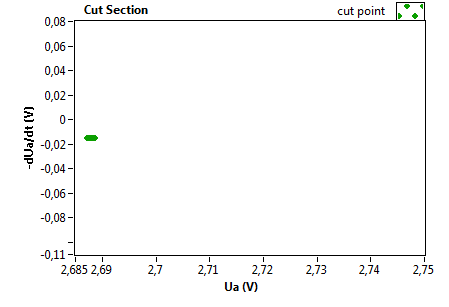 Cut Section
cut point
0,08
0,06
0,04
0,02
0
-0,02
-0,04
-0,06
-0,08
-0,11
-dUa/dt (V)
2,685 2,69 2,7 2,71 2,72 2,73 2,74 2,75
Ua (V)